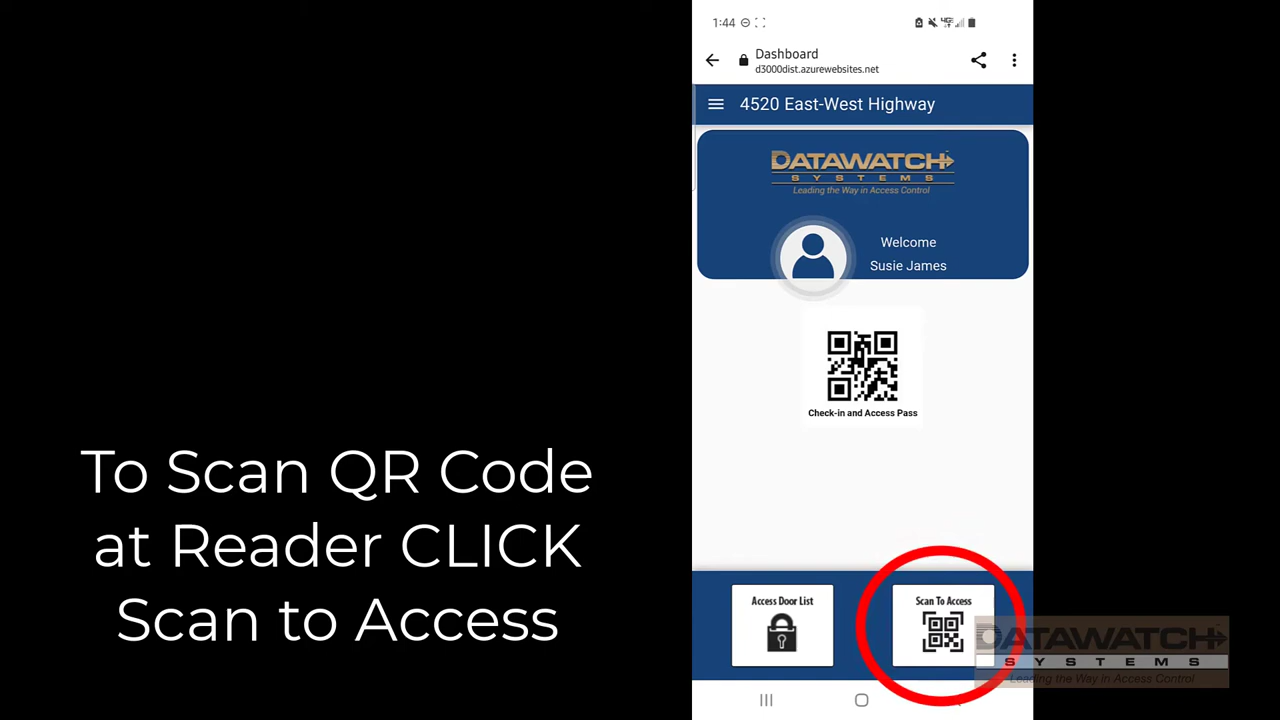 To Scan QR Code
at Reader CLICK
Scan to Access
1:44
Dashboard
d3000dist.azurewebsites.net
4520 East-West Highway
DATAWATCH
SYSTEMS
Leading the Way in Access Control
Welcome
Susie James
Check-in and Access Pass
Access Door List
Scan To Access
DATAWATCH
SYSTEMS
Leading the Way in Access Control